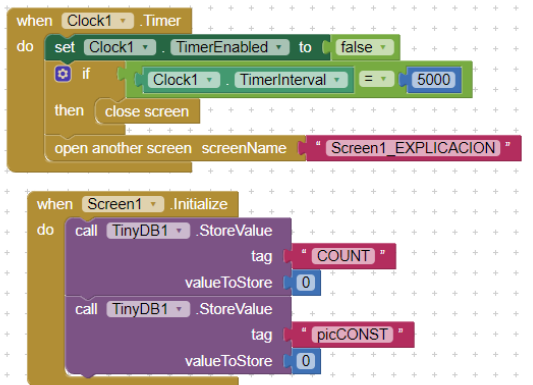 when Clock1 .Timer
do set Clock1 . TimerEnabled to false
if Clock1 . TimerInterval = 5000
then close screen
open another screen screenName " Screen1_EXPLICACION "
when Screen1 .Initialize
do call TinyDB1 .StoreValue
tag " COUNT "
valueToStore 0
call TinyDB1 .StoreValue
tag " picCONST "
valueToStore 0